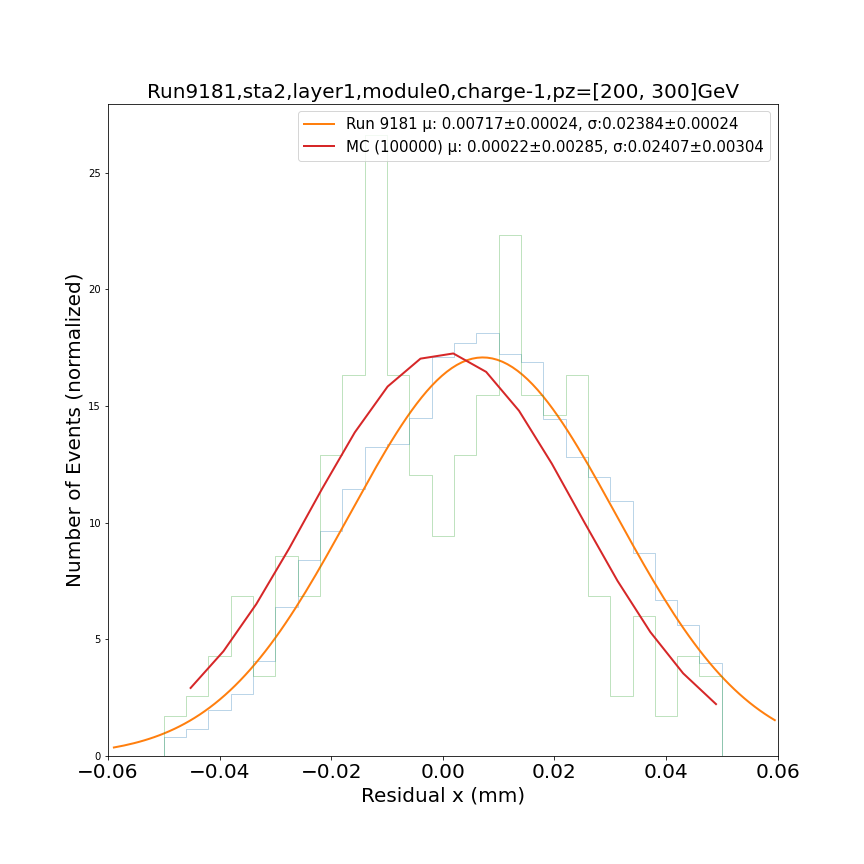 Run9181,sta2,layer1,module0,charge-1,pz=[200, 300]GeV
Run 9181 μ: 0.00717±0.00024, σ:0.02384±0.00024
MC (100000) μ: 0.00022±0.00285, σ:0.02407±0.00304
25
20
15
10
5
0
Number of Events (normalized)
−0.06 −0.04 −0.02 0.00 0.02 0.04 0.06
Residual x (mm)